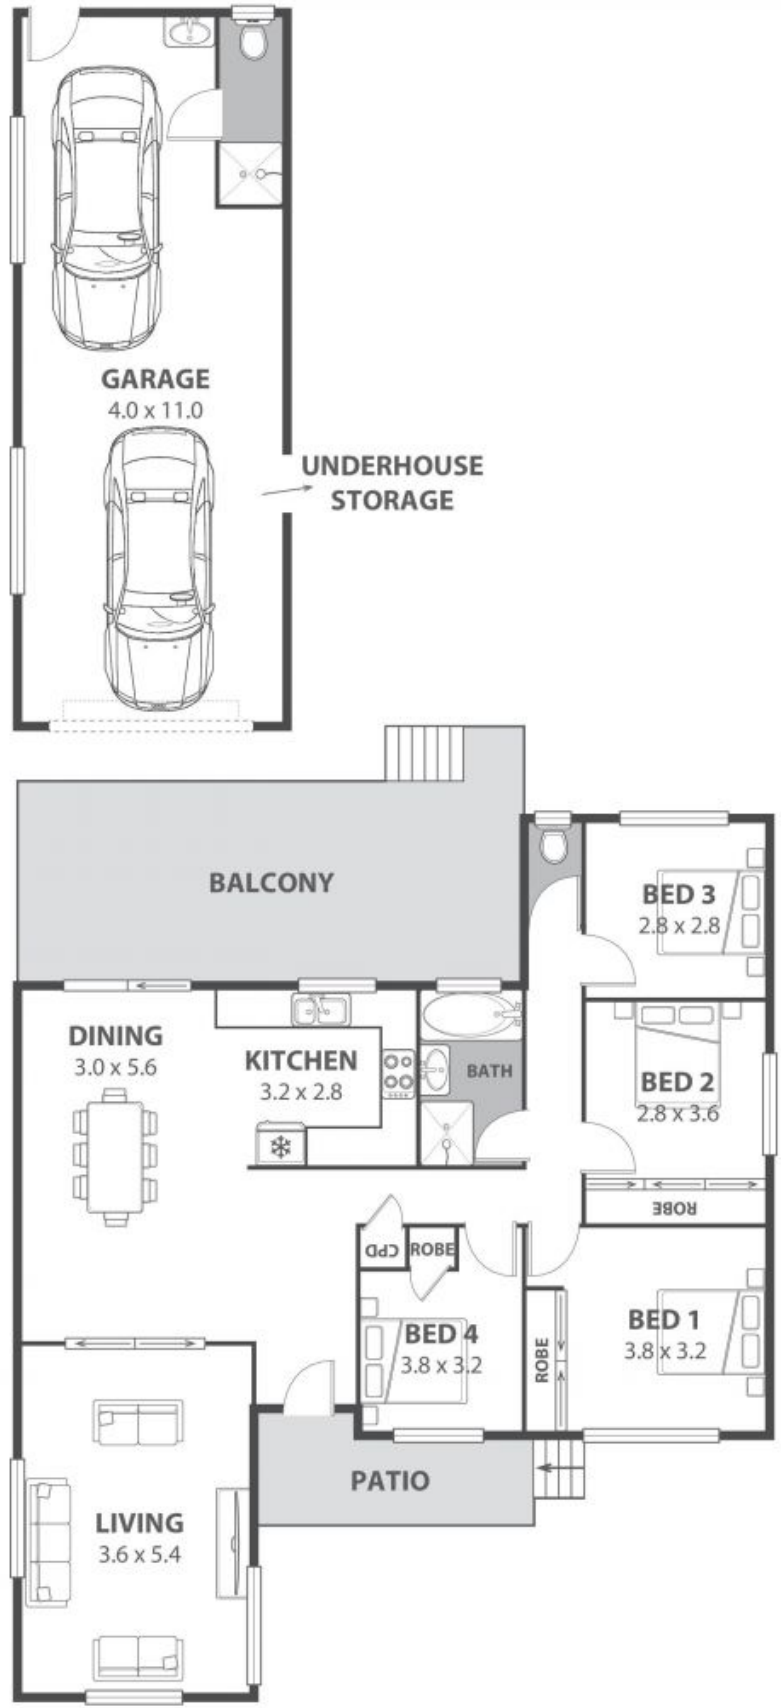 GARAGE
4.0 x 11.0
UNDERHOUSE
STORAGE
BALCONY
BED 3
2.8 x 2.8
DINING
3.0 x 5.6
KITCHEN
3.2 x 2.8
BATH
BED 2
2.8 x 3.6
ROBE
CPD
ROBE
BED 4
3.8 x 3.2
ROBE
BED 1
3.8 x 3.2
PATIO
LIVING
3.6 x 5.4